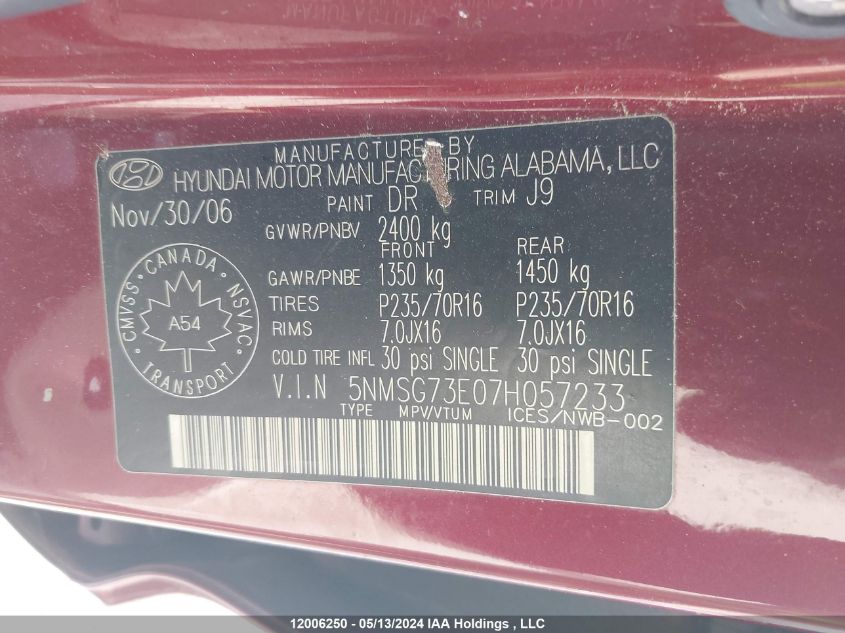 MANUFACTURED BY
HYUNDAI MOTOR MANUFACTURING ALABAMA, LLC
Nov/30/06
PAINT DR TRIM J9
GVWR/PNBV 2400 kg
FRONT REAR
GAWR/PNBE 1350 kg 1450 kg
TIRES P235/70R16 P235/70R16
RIMS 7.0JX16 7.0JX16
COLD TIRE INFL 30 psi SINGLE 30 psi SINGLE
V.I.N 5NMSG73E07H057233
TYPE MPV/VTUM ICES/NWB-002
CMVSS CANADA NSVAC
A54
TRANSPORT
12006250 - 05/13/2024 IAA Holdings , LLC